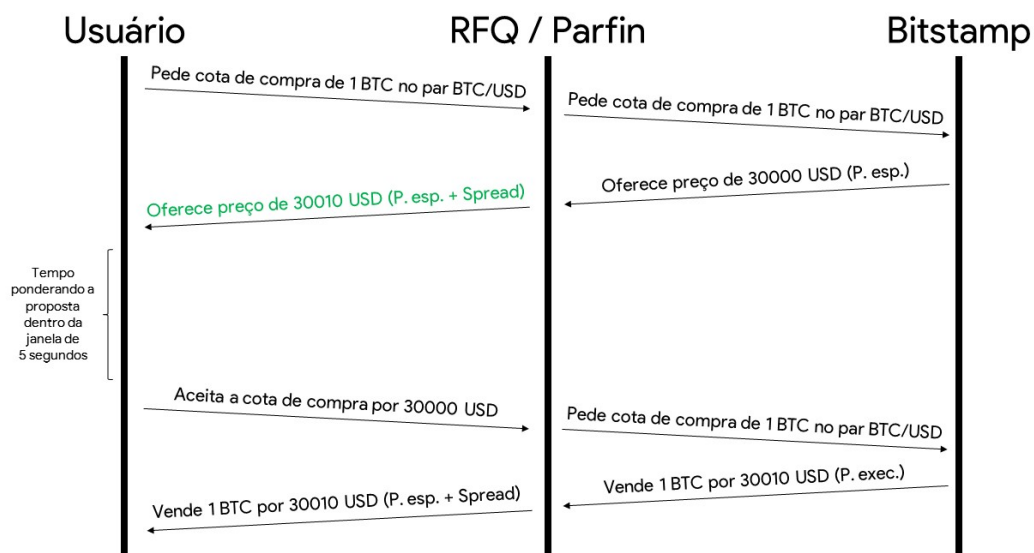 Usuário
RFQ / Parfin
Bitstamp
Pede cota de compra de 1 BTC no par BTC/USD
Pede cota de compra de 1 BTC no par BTC/USD
Oferece preço de 30000 USD (P. esp.)
Oferece preço de 30010 USD (P. esp. + Spread)
Tempo
ponderando a
proposta
dentro da
janela de
5 segundos
Aceita a cota de compra por 30000 USD
Pede cota de compra de 1 BTC no par BTC/USD
Vende 1 BTC por 30010 USD (P. exec.)
Vende 1 BTC por 30010 USD (P. esp. + Spread)